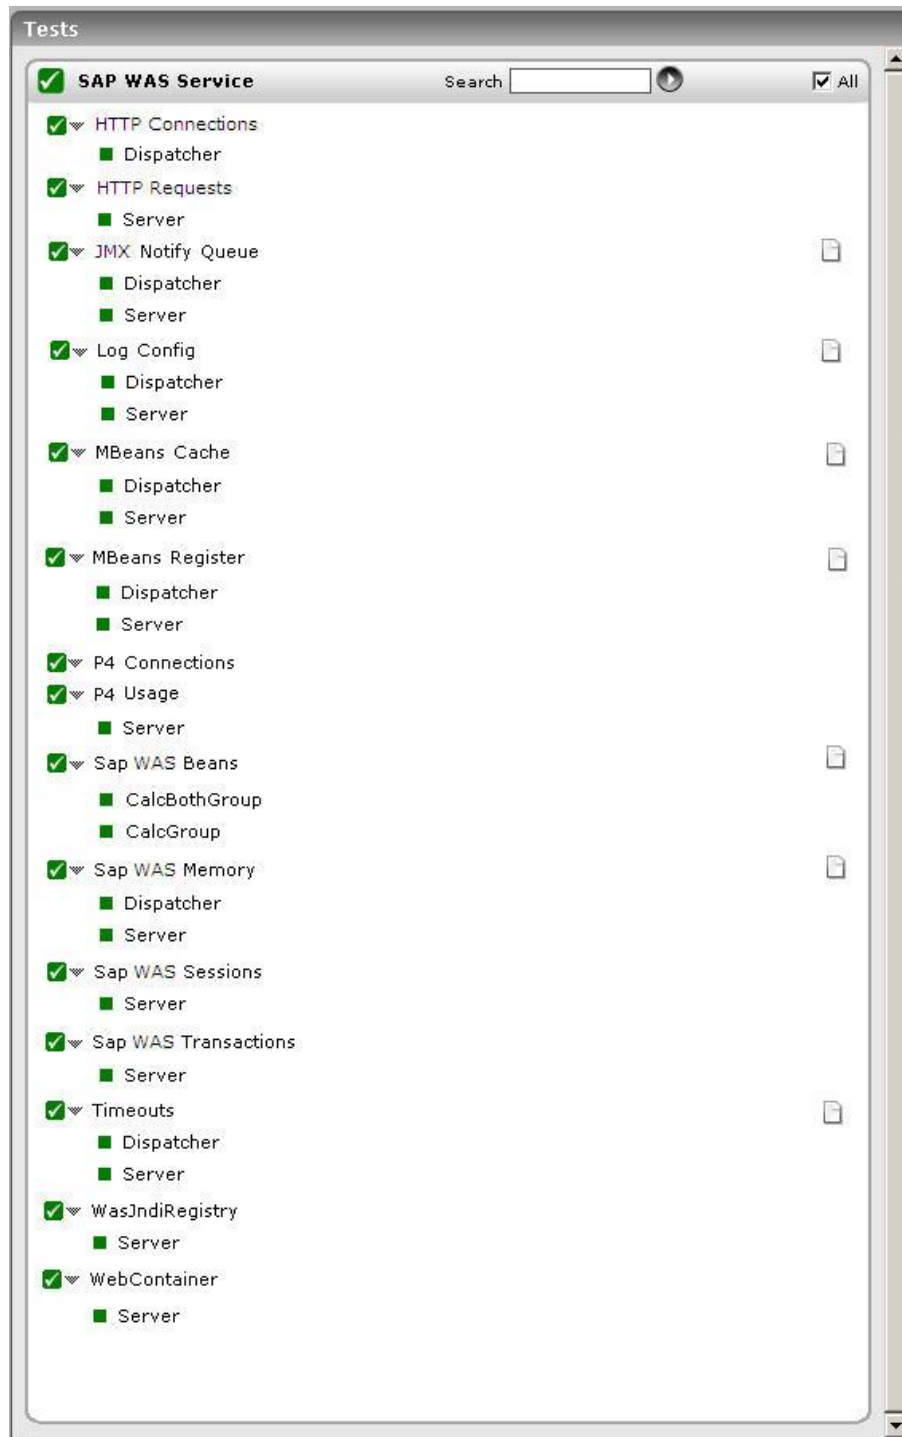 Tests
SAP WAS Service Search All
HTTP Connections
Dispatcher
HTTP Requests
Server
JMX Notify Queue
Dispatcher
Server
Log Config
Dispatcher
Server
MBeans Cache
Dispatcher
Server
MBeans Register
Dispatcher
Server
P4 Connections
P4 Usage
Server
Sap WAS Beans
CalcBothGroup
CalcGroup
Sap WAS Memory
Dispatcher
Server
Sap WAS Sessions
Server
Sap WAS Transactions
Server
Timeouts
Dispatcher
Server
WasJndiRegistry
Server
WebContainer
Server